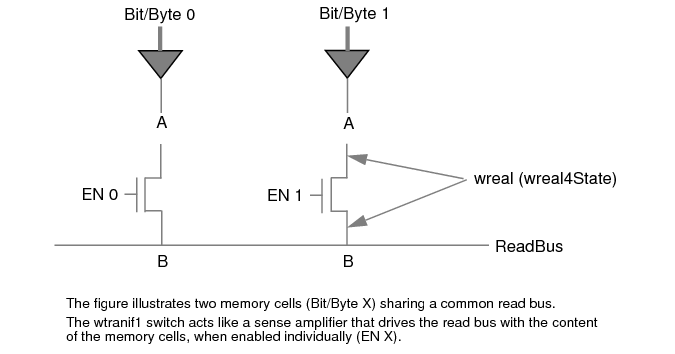 Bit/Byte 0
Bit/Byte 1
A
A
EN 0
EN 1
wreal (wreal4State)
ReadBus
B
B
The figure illustrates two memory cells (Bit/Byte X) sharing a common read bus.
The wtranif1 switch acts like a sense amplifier that drives the read bus with the content
of the memory cells, when enabled individually (EN X).